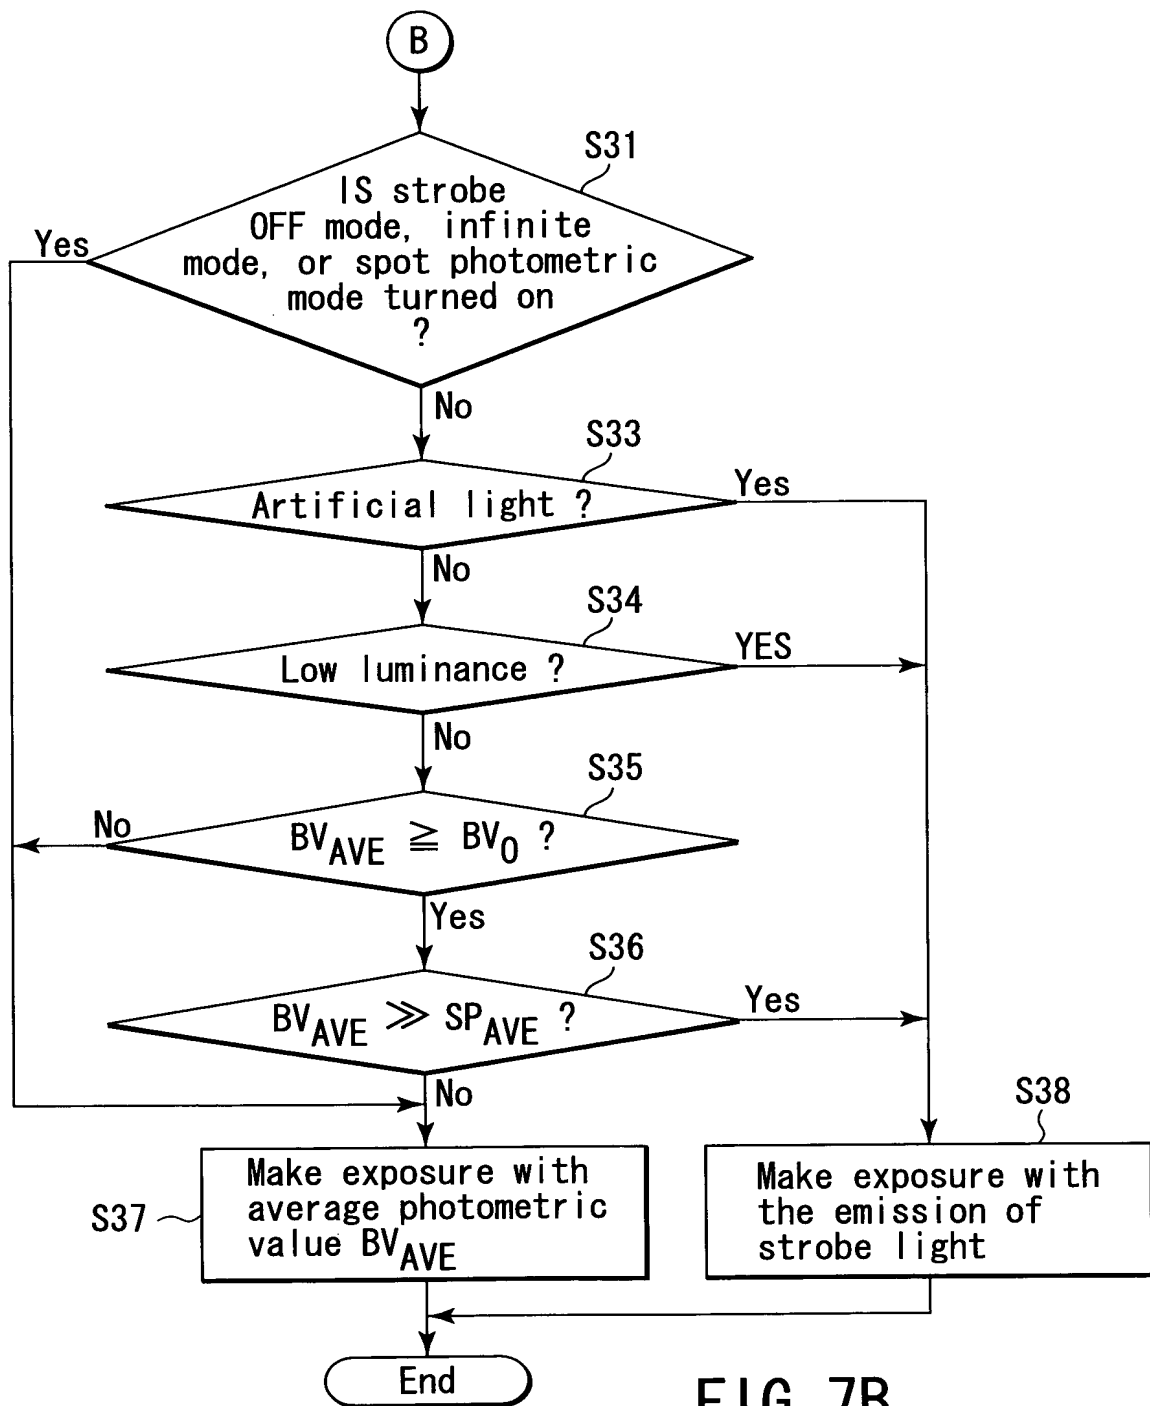 B
S31
IS strobe
OFF mode, infinite
mode, or spot photometric
mode turned on
?
Yes
No
S33
Artificial light ?
Yes
No
S34
Low luminance ?
YES
No
S35
BVAVE ≧ BV0 ?
No
Yes
S36
BVAVE ≫ SPAVE ?
Yes
No
S37
Make exposure with
average photometric
value BVAVE
S38
Make exposure with
the emission of
strobe light
End
FIG. 7B